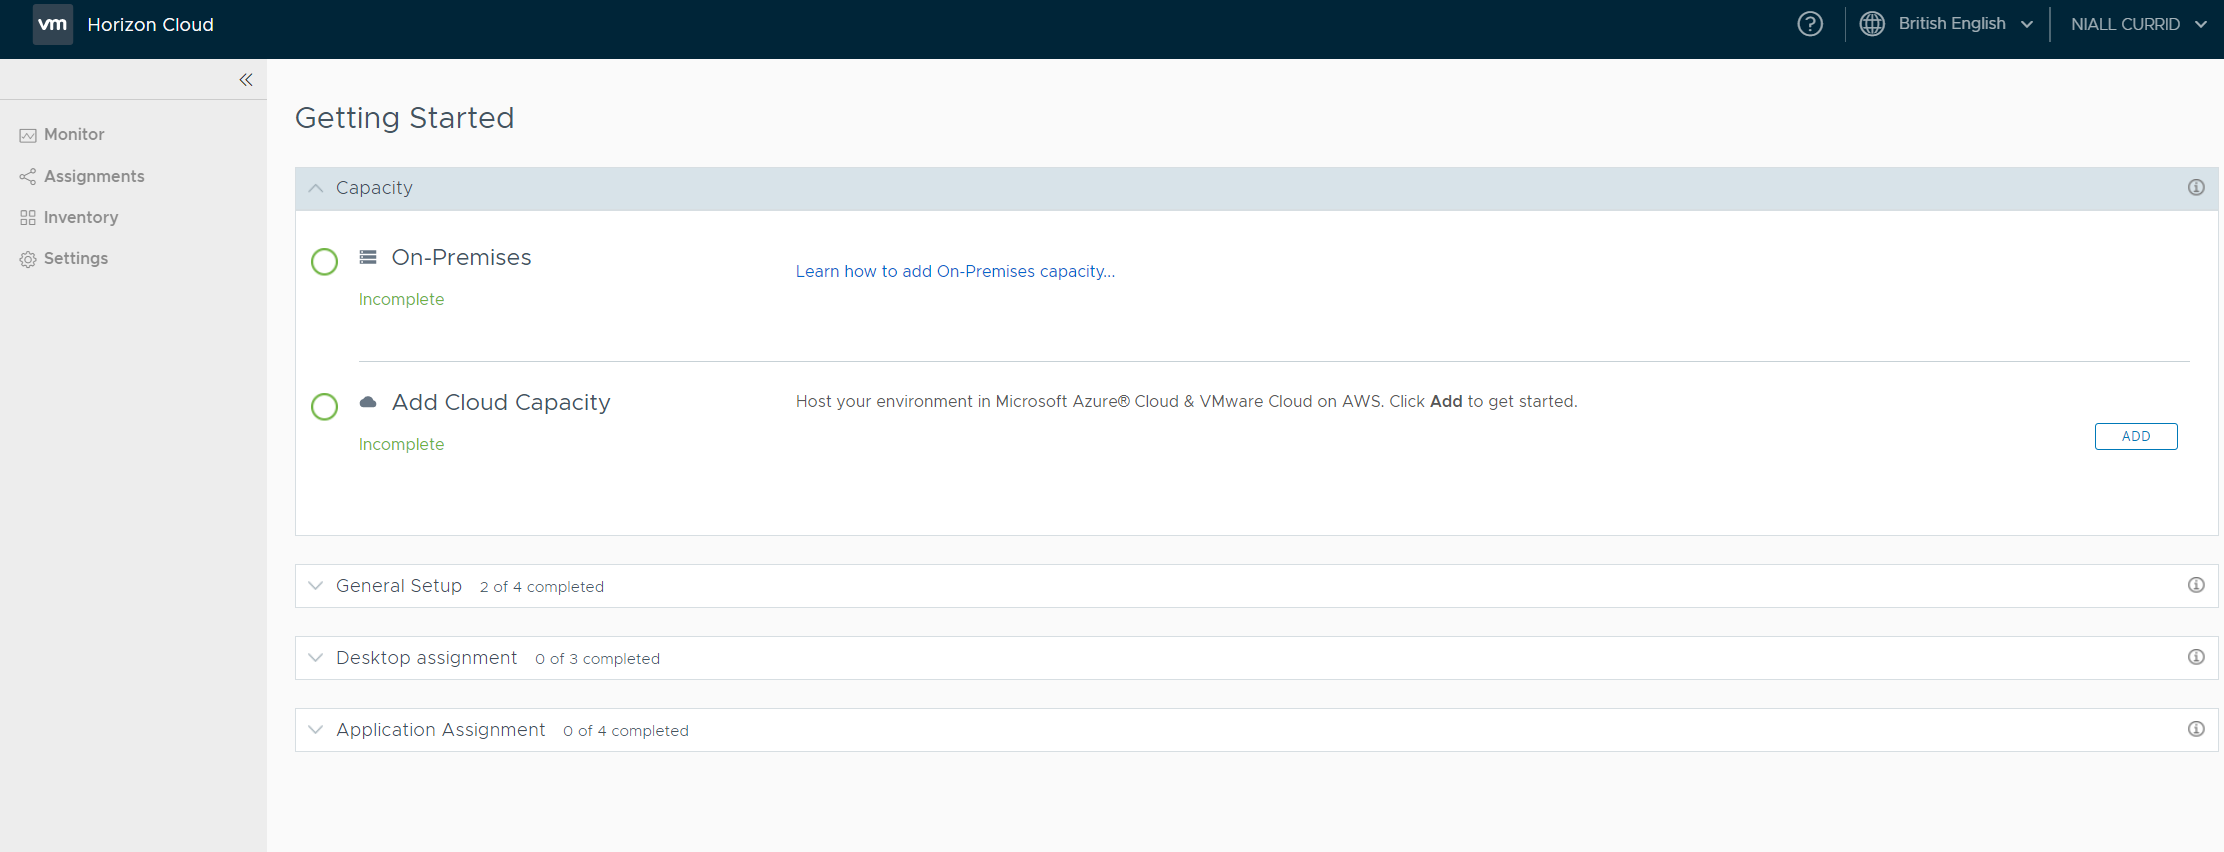 vm Horizon Cloud
British English
NIALL CURRID
Monitor
Assignments
Inventory
Settings
Getting Started
Capacity
On-Premises
Learn how to add On-Premises capacity...
Incomplete
Add Cloud Capacity
Host your environment in Microsoft Azure® Cloud & VMware Cloud on AWS. Click Add to get started.
Incomplete
ADD
General Setup 2 of 4 completed
Desktop assignment 0 of 3 completed
Application Assignment 0 of 4 completed